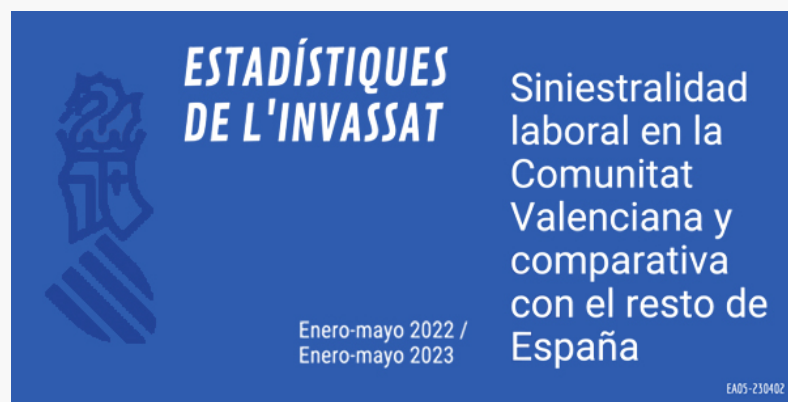 ESTADÍSTIQUES
DE L'INVASSAT
Siniestralidad
laboral en la
Comunitat
Valenciana y
comparativa
con el resto de
España
Enero-mayo 2022 /
Enero-mayo 2023
EA05-230402